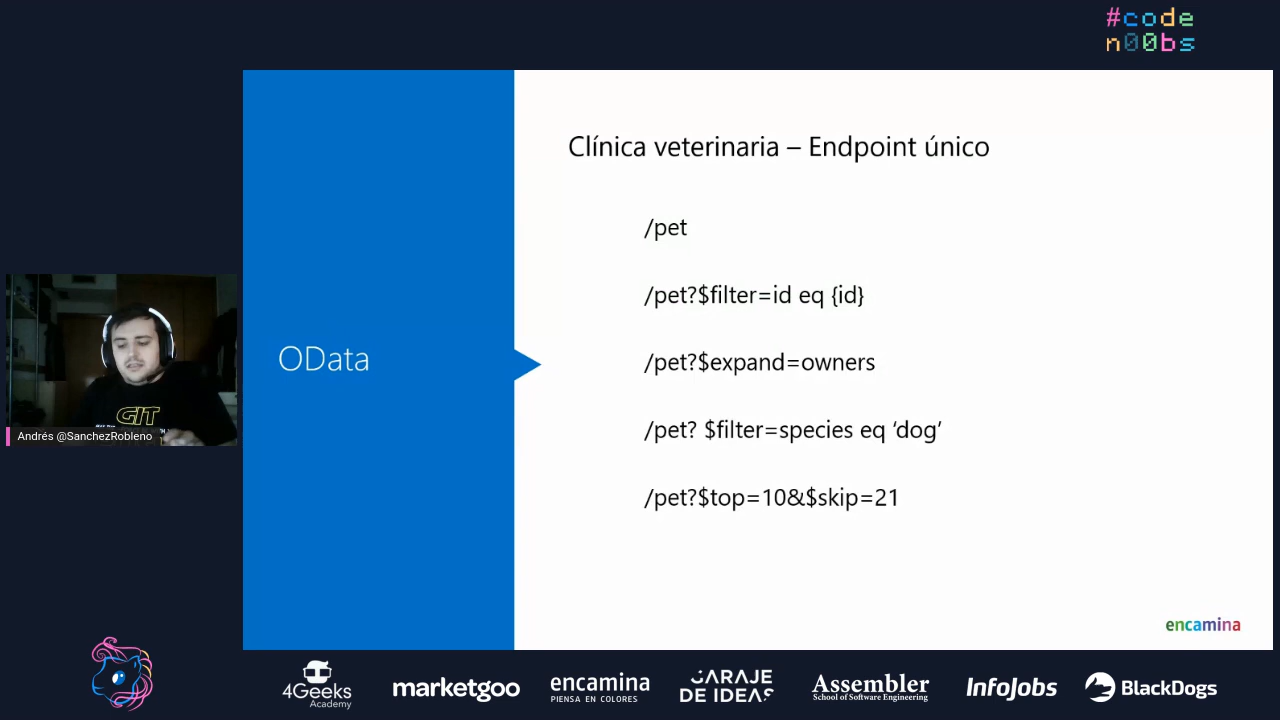 #code
n00bs
Clínica veterinaria – Endpoint único
/pet
/pet?$filter=id eq {id}
/pet?$expand=owners
/pet? $filter=species eq ‘dog’
/pet?$top=10&$skip=21
OData
GIT
Andrés @SanchezRobleno
encamina
4Geeks
Academy
marketgoo
encamina
PIENSA EN COLORES
GARAJE
DE IDEAS
Assembler
School of Software Engineering
InfoJobs
BlackDogs